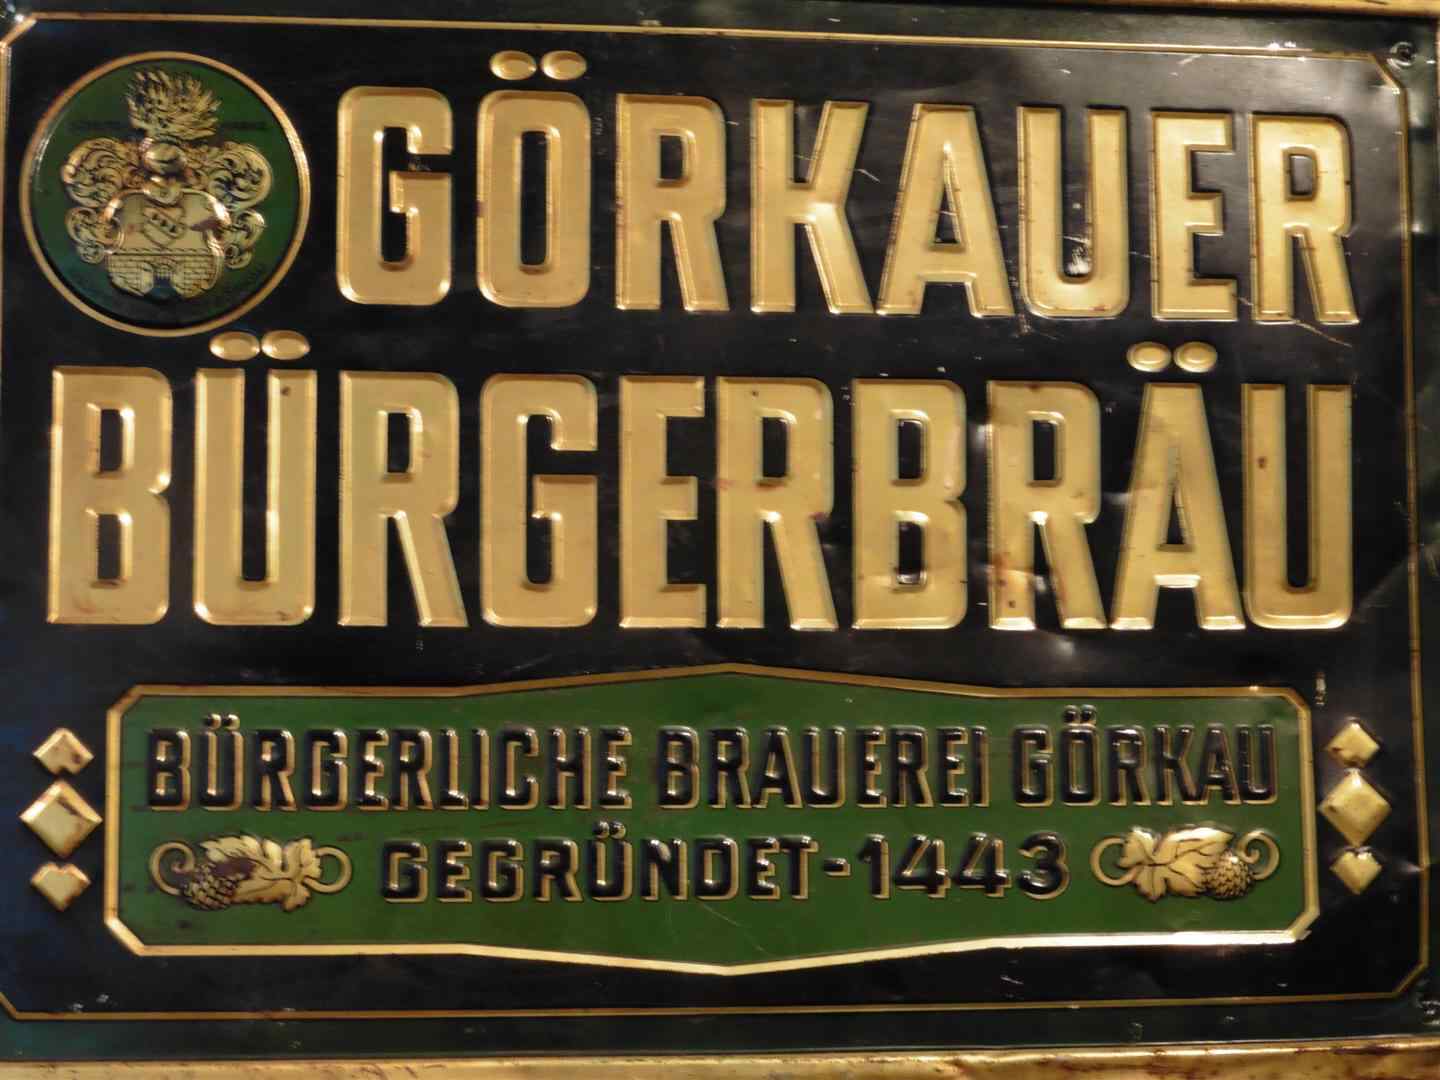 GÖRKAUER
BÜRGERBRÄU
BÜRGERLICHE BRAUEREI GÖRKAU
GEGRÜNDET-1443